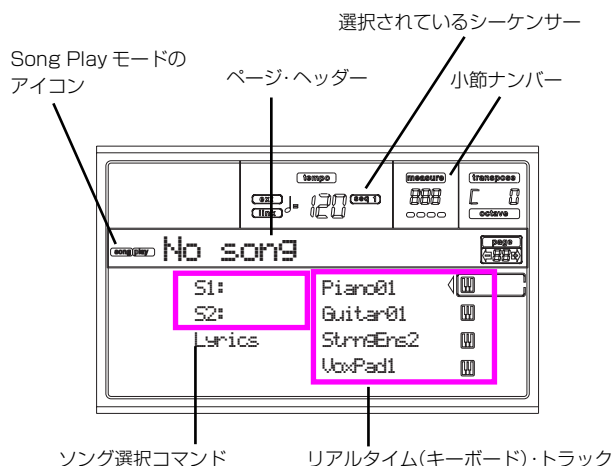 選択されているシーケンサー
Song Play モードの
アイコン
ページ・ヘッダー
小節ナンバー
tempo
measure
transpose
ext
link
♩= 120
seq 1
888
C 0
octave
song play
No song
page
88
S1:
Piano01
S2:
Guitar01
Lyrics
StrngEns2
VoxPad1
ソング選択コマンド
リアルタイム(キーボード)・トラック